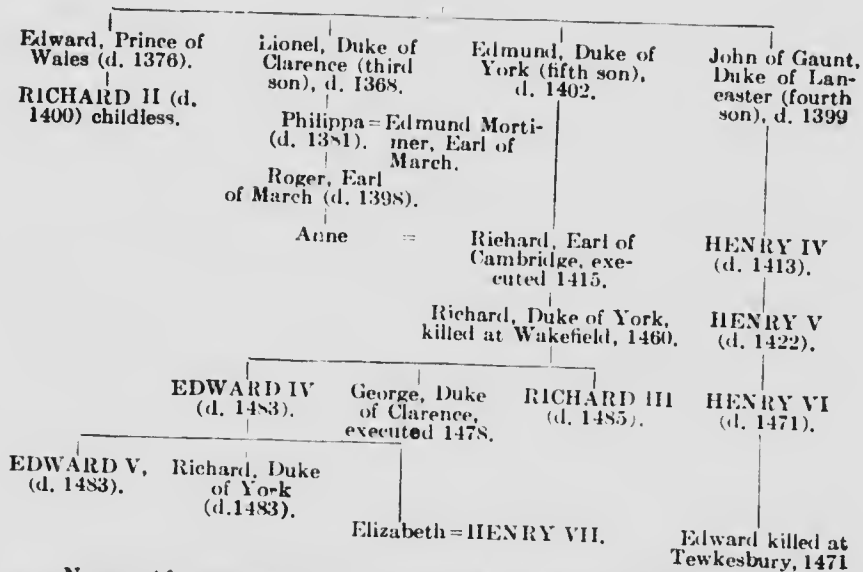 Edward, Prince of
Wales (d. 1376).
RICHARD II (d.
1400) childless.
Lionel, Duke of
Clarence (third
son), d. 1368.
Edmund, Duke of
York (fifth son),
d. 1402.
John of Gaunt,
Duke of Lan-
caster (fourth
son), d. 1399
Philippa = Edmund Morti-
(d. 1381). mer, Earl of
March.
Roger, Earl
of March (d. 1398).
Anne = Richard, Earl of
Cambridge, exe-
cuted 1415.
HENRY IV
(d. 1413).
Richard, Duke of York,
killed at Wakefield, 1460.
HENRY V
(d. 1422).
EDWARD IV
(d. 1483).
George, Duke
of Clarence,
executed 1478.
RICHARD III
(d. 1485).
HENRY VI
(d. 1471).
EDWARD V,
(d. 1483).
Richard, Duke
of York
(d. 1483).
Elizabeth = HENRY VII.
Edward killed at
Tewkesbury, 1471